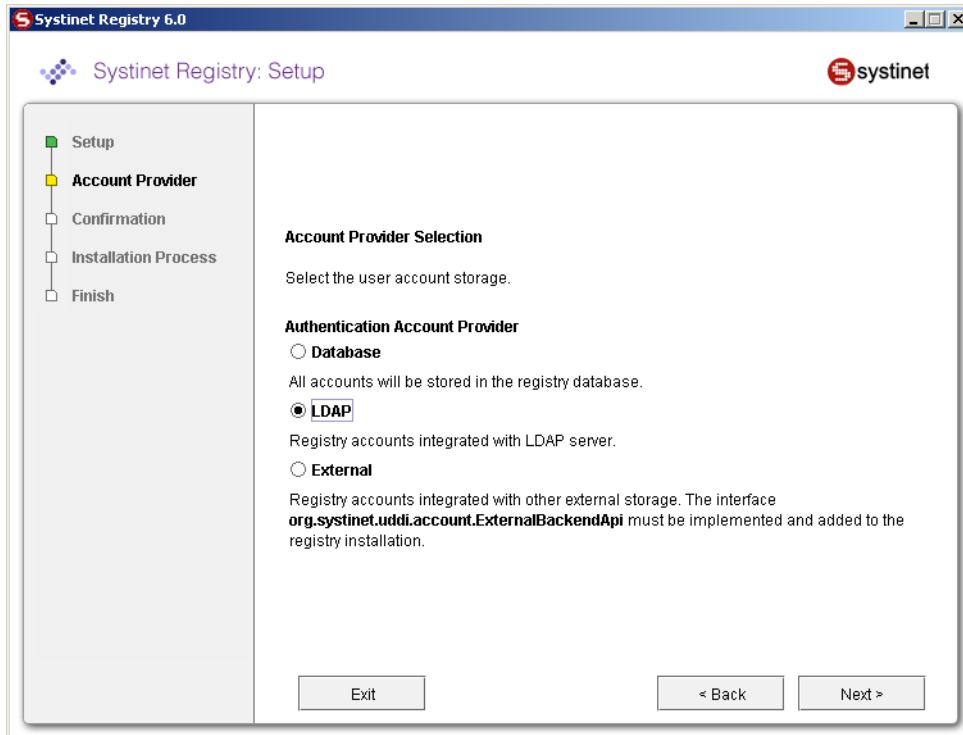 Systinet Registry 6.0
Systinet Registry: Setup
systinet
Setup
Account Provider
Confirmation
Installation Process
Finish
Account Provider Selection
Select the user account storage.
Authentication Account Provider
Database
All accounts will be stored in the registry database.
LDAP
Registry accounts integrated with LDAP server.
External
Registry accounts integrated with other external storage. The interface
org.systinet.uddi.account.ExternalBackendApi must be implemented and added to the
registry installation.
Exit
< Back
Next >